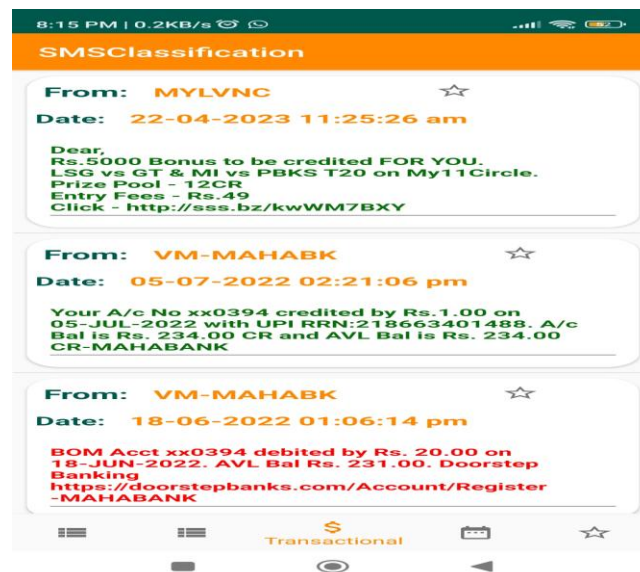 8:15 PM | 0.2KB/s
52
SMSClassification
From: MYLVNC
Date: 22-04-2023 11:25:26 am
Dear,
Rs.5000 Bonus to be credited FOR YOU.
LSG vs GT & MI vs PBKS T20 on My11Circle.
Prize Pool - 12CR
Entry Fees - Rs.49
Click - http://sss.bz/kwWM7BXY
From: VM-MAHABK
Date: 05-07-2022 02:21:06 pm
Your A/c No xx0394 credited by Rs.1.00 on
05-JUL-2022 with UPI RRN:218663401488. A/c
Bal is Rs. 234.00 CR and AVL Bal is Rs. 234.00
CR-MAHABANK
From: VM-MAHABK
Date: 18-06-2022 01:06:14 pm
BOM Acct xx0394 debited by Rs. 20.00 on
18-JUN-2022. AVL Bal Rs. 231.00. Doorstep
Banking
https://doorstepbanks.com/Account/Register
-MAHABANK
$
Transactional